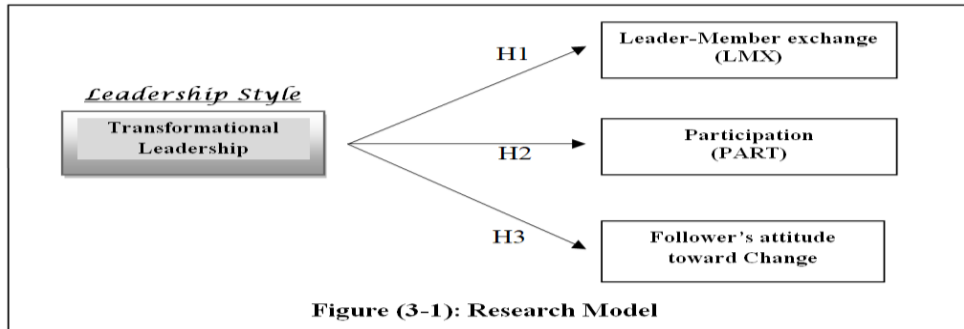 Leadership Style
Transformational
Leadership
H1
H2
H3
Leader-Member exchange
(LMX)
Participation
(PART)
Follower’s attitude
toward Change
Figure (3-1): Research Model